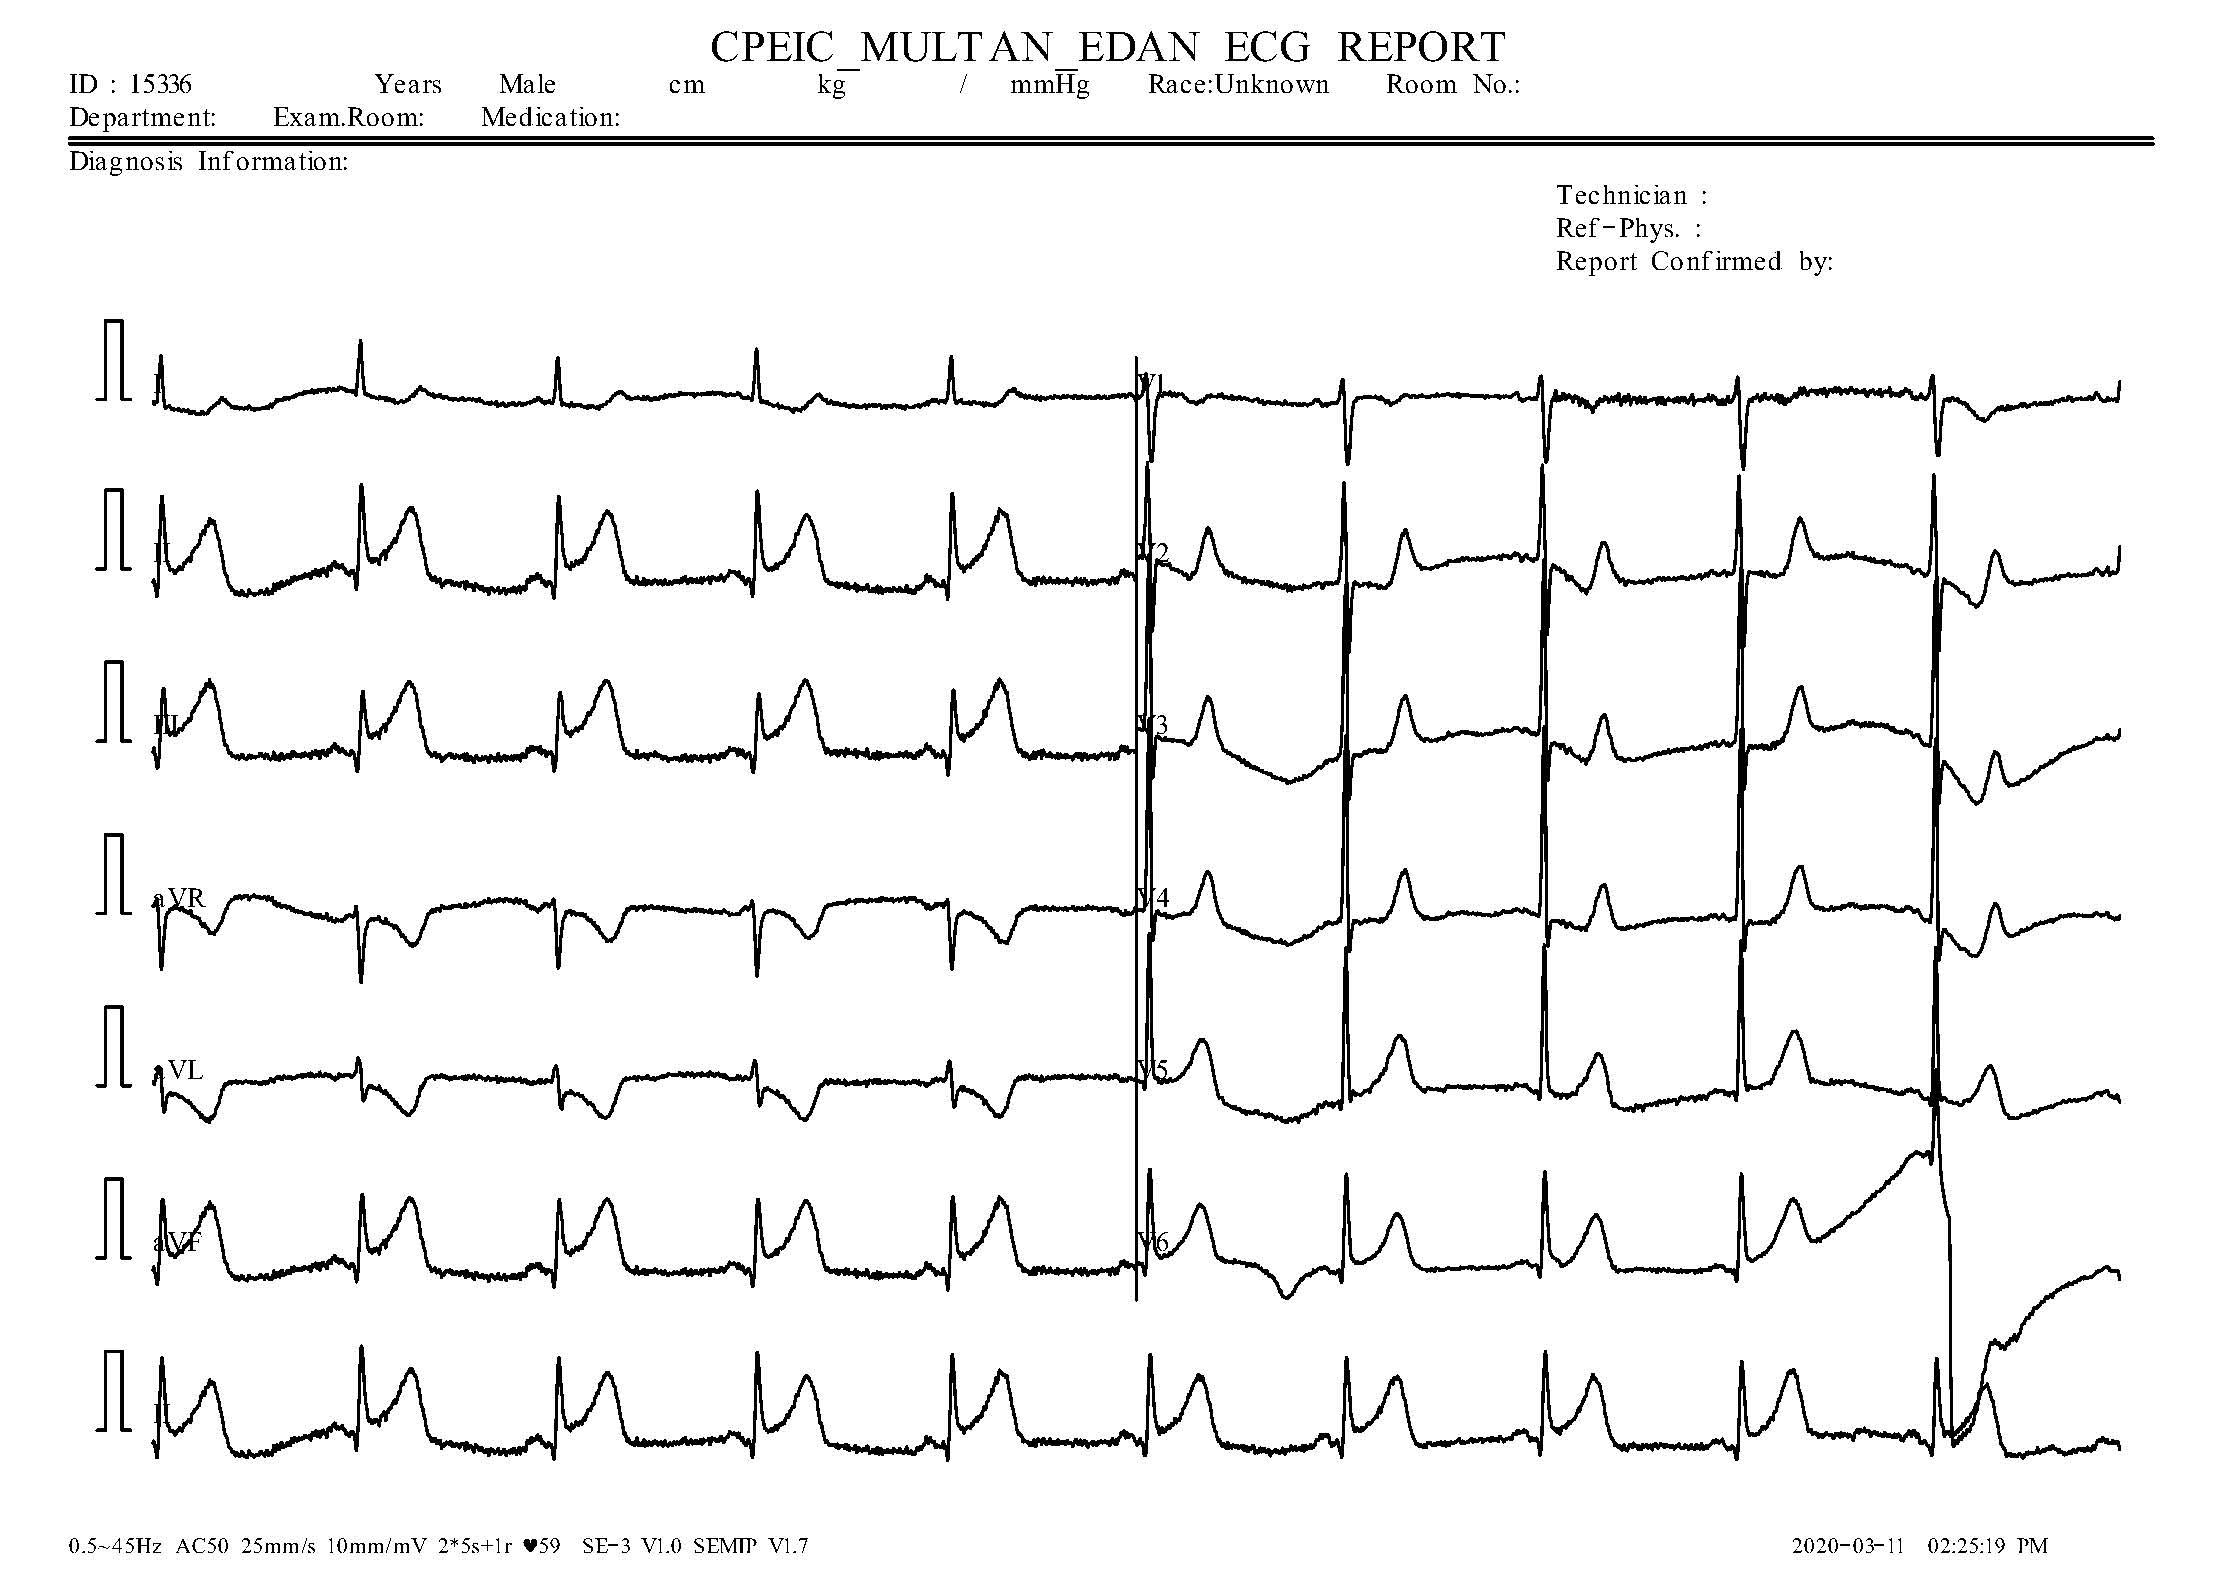 CPEIC_MULTAN_EDAN ECG REPORT
ID : 15336 Years Male cm kg / mmHg Race:Unknown Room No.:
Department: Exam.Room: Medication:
Diagnosis Information:
Technician :
Ref-Phys. :
Report Confirmed by:
I V1
II V2
III V3
aVR V4
aVL V5
aVF V6
II
0.5~45Hz AC50 25mm/s 10mm/mV 2*5s+1r ♥59 SE-3 V1.0 SEMIP V1.7 2020-03-11 02:25:19 PM